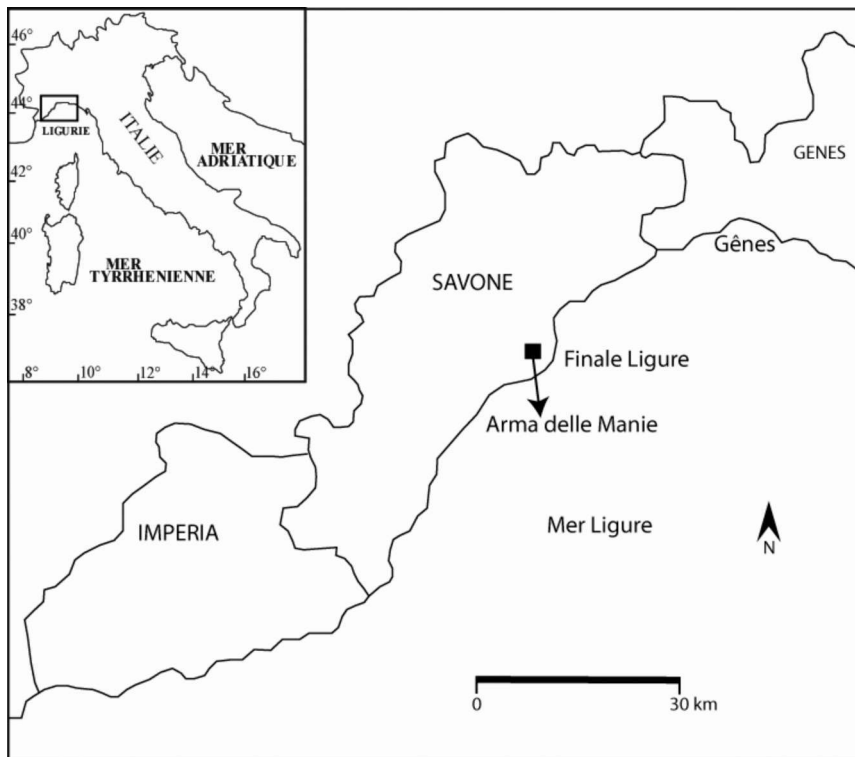 46°
44°
42°
40°
38°
8°
10°
12°
14°
16°
LIGURIE
ITALIE
MER
ADRIATIQUE
MER
TYRRHENIENNE
GENES
Gênes
SAVONE
Finale Ligure
Arma delle Manie
IMPERIA
Mer Ligure
N
0
30 km